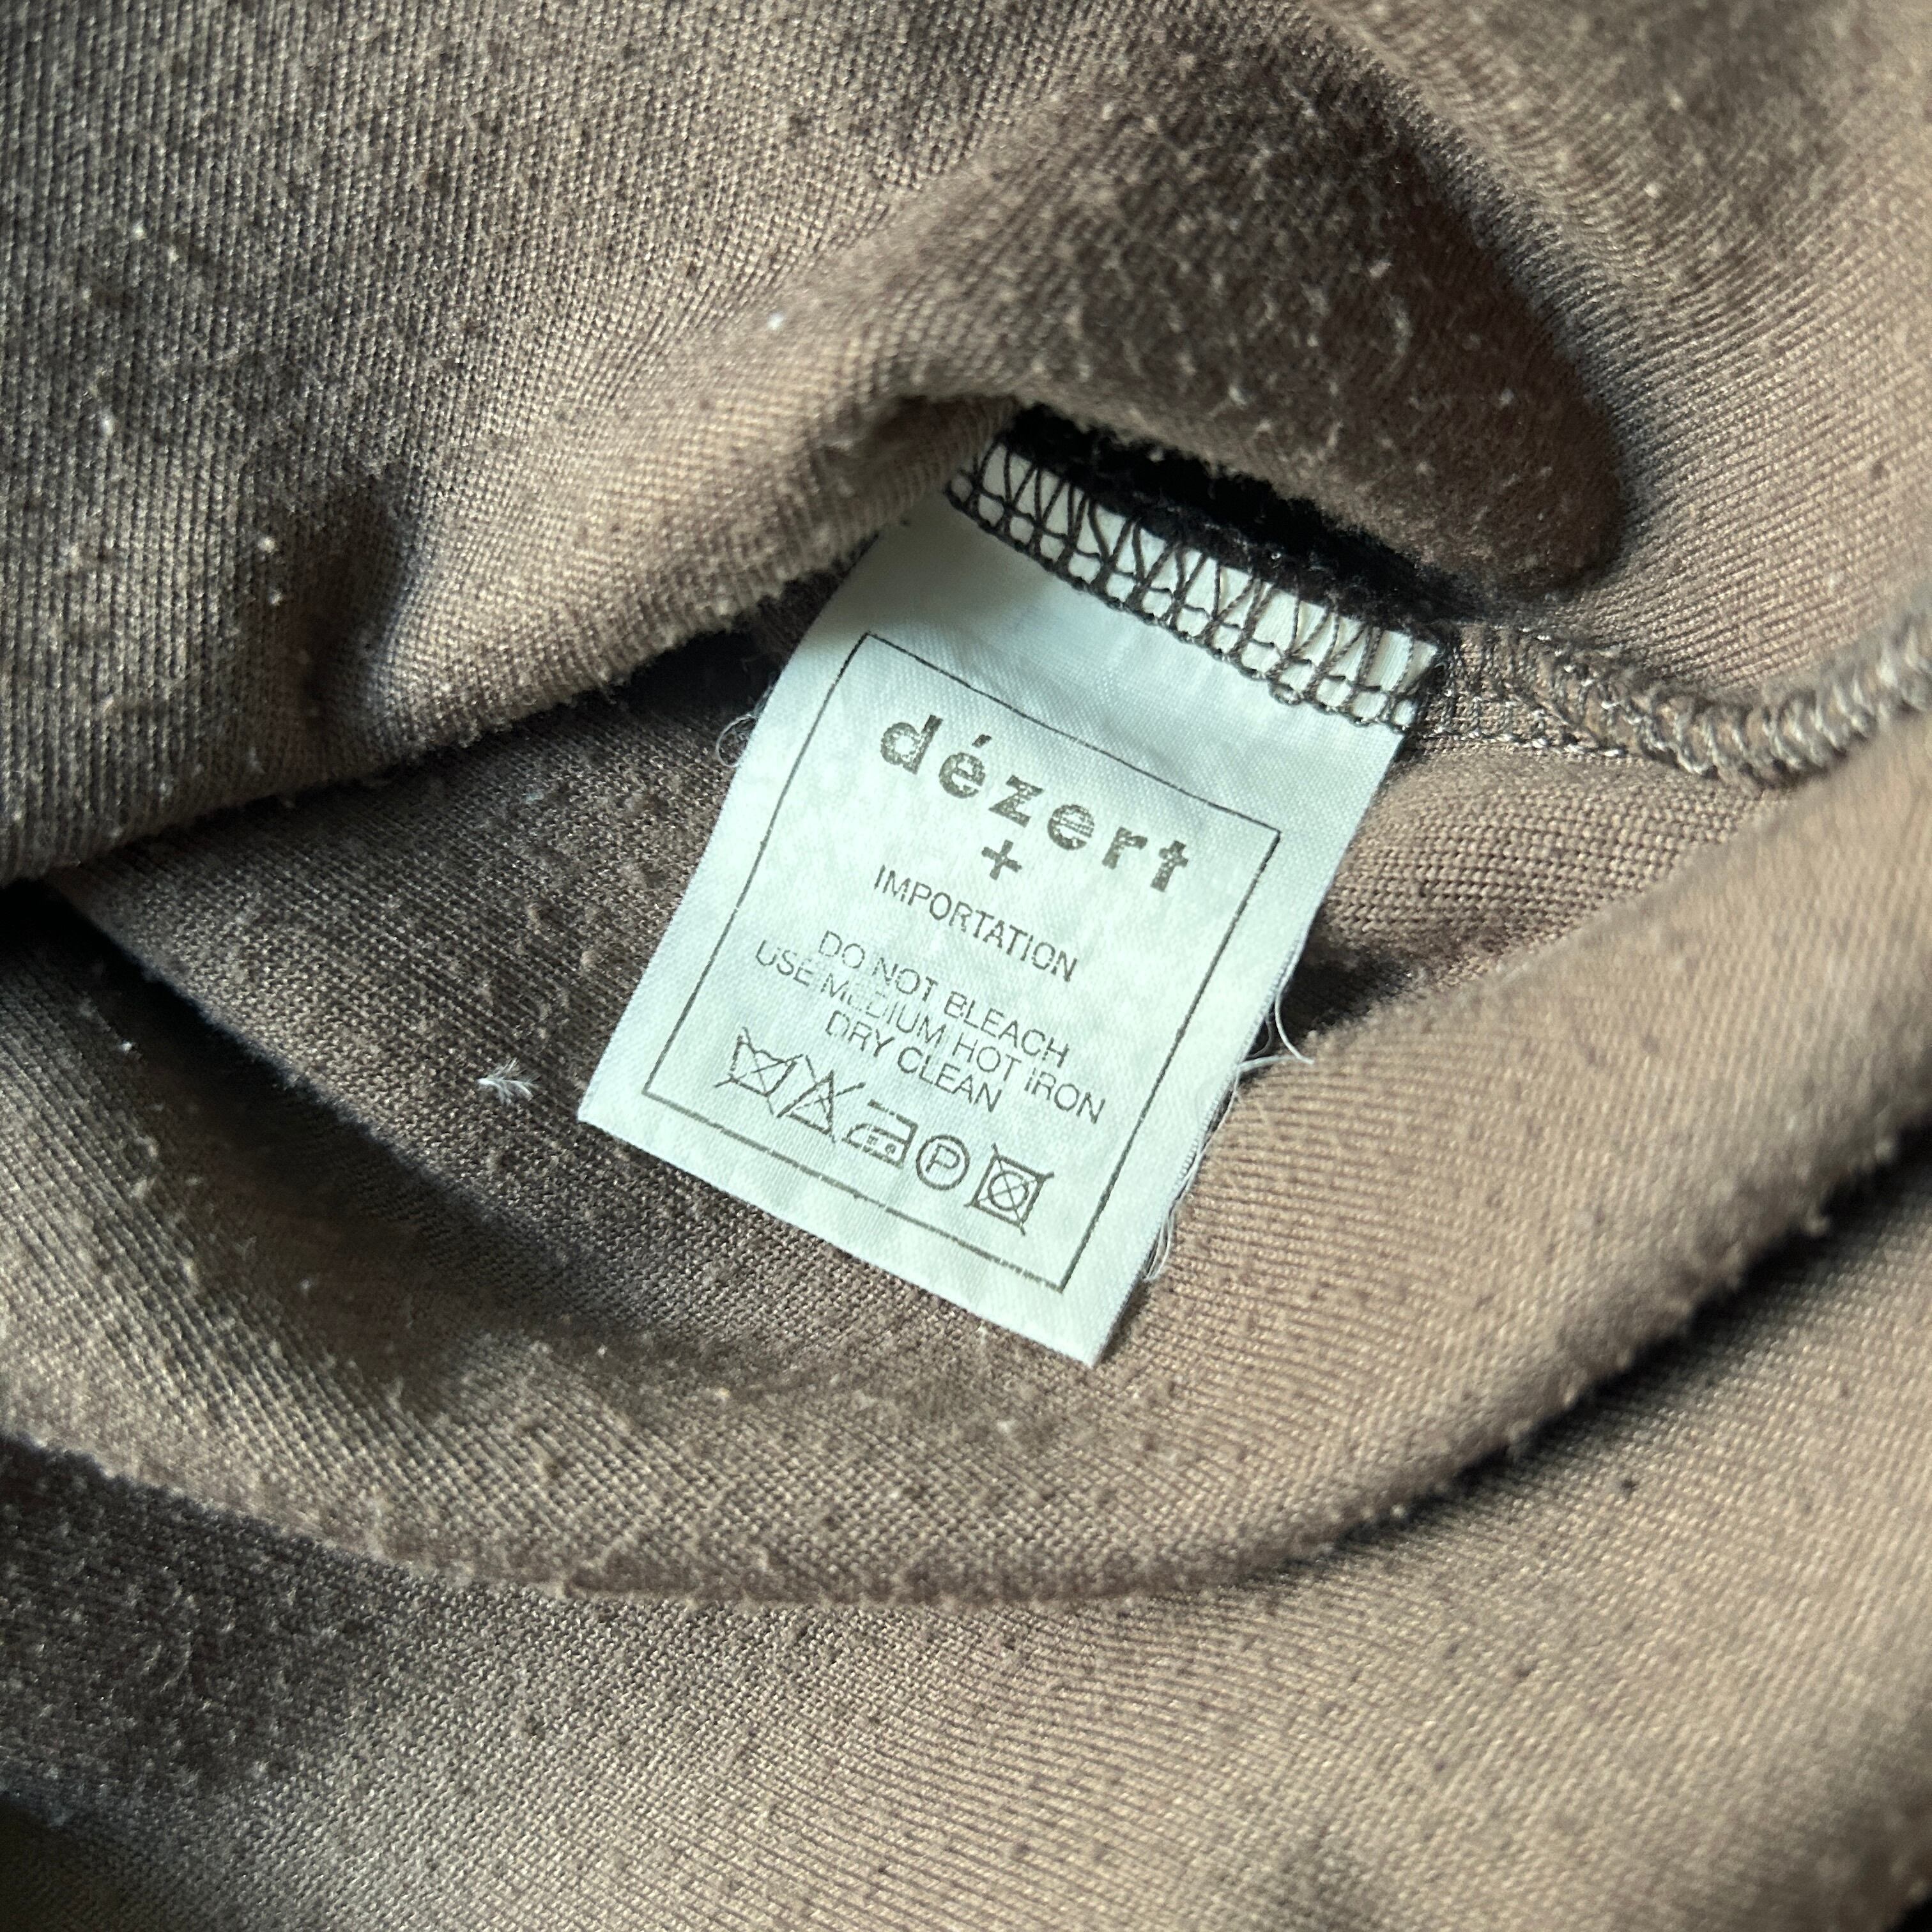 dézert
+
IMPORTATION
DO NOT BLEACH
USE MEDIUM HOT IRON
DRY CLEAN
P